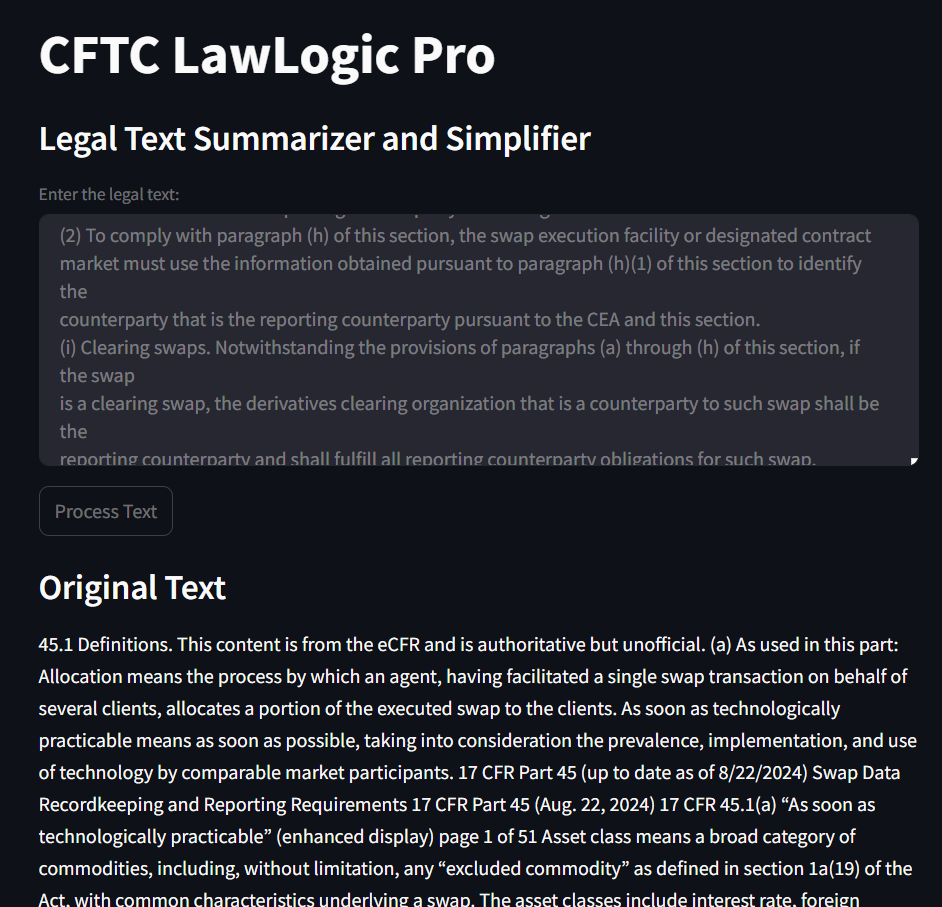 CFTC LawLogic Pro
Legal Text Summarizer and Simplifier
Enter the legal text:
(2) To comply with paragraph (h) of this section, the swap execution facility or designated contract
market must use the information obtained pursuant to paragraph (h)(1) of this section to identify
the
counterparty that is the reporting counterparty pursuant to the CEA and this section.
(i) Clearing swaps. Notwithstanding the provisions of paragraphs (a) through (h) of this section, if
the swap
is a clearing swap, the derivatives clearing organization that is a counterparty to such swap shall be
the
reporting counterparty and shall fulfill all reporting counterparty obligations for such swap.
Process Text
Original Text
45.1 Definitions. This content is from the eCFR and is authoritative but unofficial. (a) As used in this part:
Allocation means the process by which an agent, having facilitated a single swap transaction on behalf of
several clients, allocates a portion of the executed swap to the clients. As soon as technologically
practicable means as soon as possible, taking into consideration the prevalence, implementation, and use
of technology by comparable market participants. 17 CFR Part 45 (up to date as of 8/22/2024) Swap Data
Recordkeeping and Reporting Requirements 17 CFR Part 45 (Aug. 22, 2024) 17 CFR 45.1(a) “As soon as
technologically practicable” (enhanced display) page 1 of 51 Asset class means a broad category of
commodities, including, without limitation, any “excluded commodity” as defined in section 1a(19) of the
Act, with common characteristics underlying a swap. The asset classes include interest rate, foreign